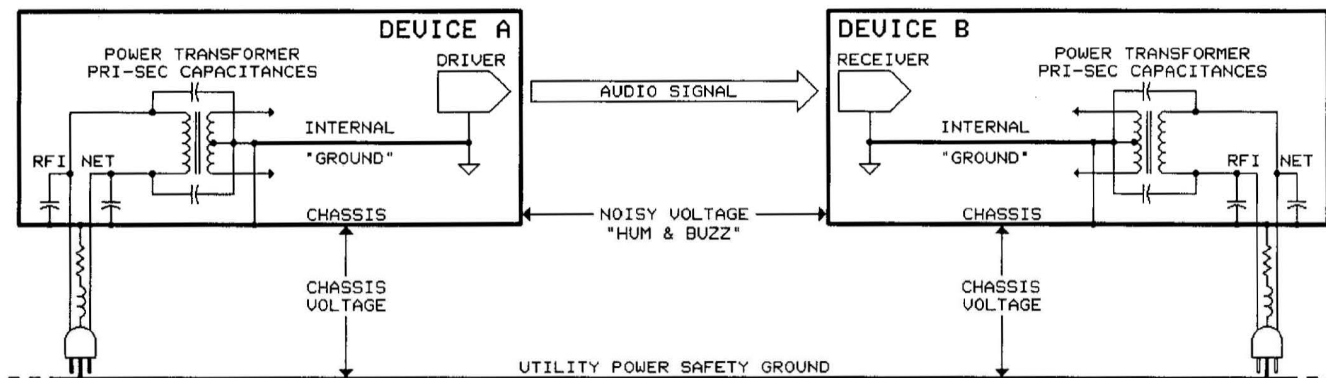 DEVICE A
POWER TRANSFORMER
PRI-SEC CAPACITANCES
DRIVER
INTERNAL
"GROUND"
RFI NET
CHASSIS
AUDIO SIGNAL
NOISY VOLTAGE
"HUM & BUZZ"
CHASSIS
VOLTAGE
DEVICE B
RECEIVER
POWER TRANSFORMER
PRI-SEC CAPACITANCES
INTERNAL
"GROUND"
RFI NET
CHASSIS
CHASSIS
VOLTAGE
UTILITY POWER SAFETY GROUND